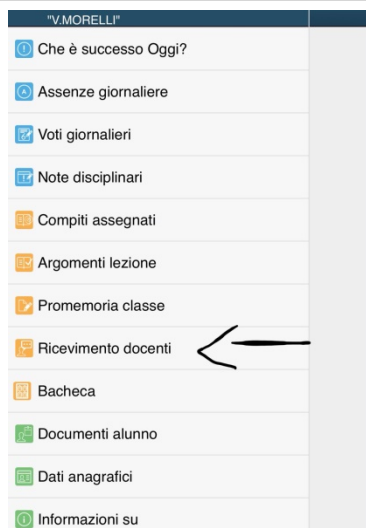 "V.MORELLI"
Che è successo Oggi?
Assenze giornaliere
Voti giornalieri
Note disciplinari
Compiti assegnati
Argomenti lezione
Promemoria classe
Ricevimento docenti
Bacheca
Documenti alunno
Dati anagrafici
Informazioni su